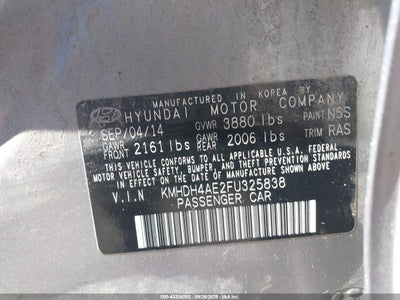 MANUFACTURED IN KOREA BY
HYUNDAI MOTOR COMPANY
SEP/04/14 GVWR 3880 lbs PAINT N5S
GAWR FRONT 2161 lbs GAWR REAR 2006 lbs TRIM RAS
THIS VEHICLE CONFORMS TO ALL APPLICABLE U.S.A. FEDERAL
MOTOR VEHICLE SAFETY, BUMPER, AND THEFT PREVENTION
STANDARDS IN EFFECT ON THE DATE OF MANUFACTURE SHOWN ABOVE.
V.I.N KMHDH4AE2FU325838
PASSENGER CAR